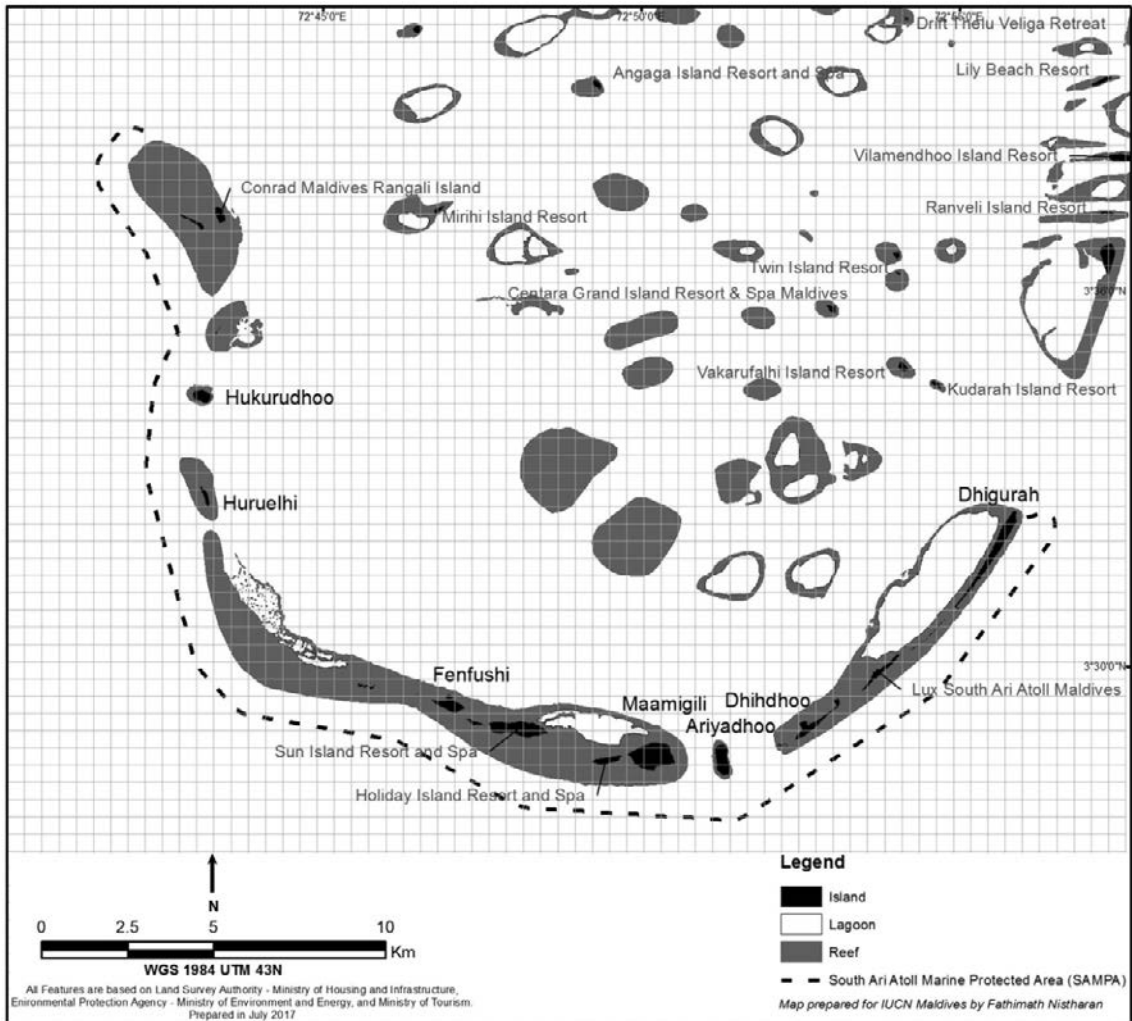 72°45'0"E
72°50'0"E
Drift Thelu Veliga Retreat
Lily Beach Resort
Angaga Island Resort and Spa
Vilamendhoo Island Resort
Conrad Maldives Rangali Island
Mirihi Island Resort
Ranveli Island Resort
Twin Island Resort
3°36'0"N
Centara Grand Island Resort & Spa Maldives
Vakarufalhi Island Resort
Kudarah Island Resort
Hukurudhoo
Huruelhi
Dhigurah
3°30'0"N
Fenfushi
Lux South Ari Atoll Maldives
Maamigili
Dhihdhoo
Ariyadhoo
Sun Island Resort and Spa
Holiday Island Resort and Spa
N
0 2.5 5 10
Km
WGS 1984 UTM 43N
All Features are based on Land Survey Authority - Ministry of Housing and Infrastructure,
Enironmental Protection Agency - Ministry of Environment and Energy, and Ministry of Tourism.
Prepared in July 2017
Legend
Island
Lagoon
Reef
South Ari Atoll Marine Protected Area (SAMPA)
Map prepared for IUCN Maldives by Fathimath Nistharan